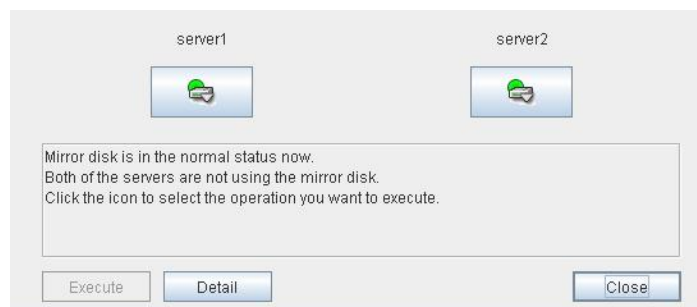 server1 server2
Mirror disk is in the normal status now.
Both of the servers are not using the mirror disk.
Click the icon to select the operation you want to execute.
Execute Detail Close